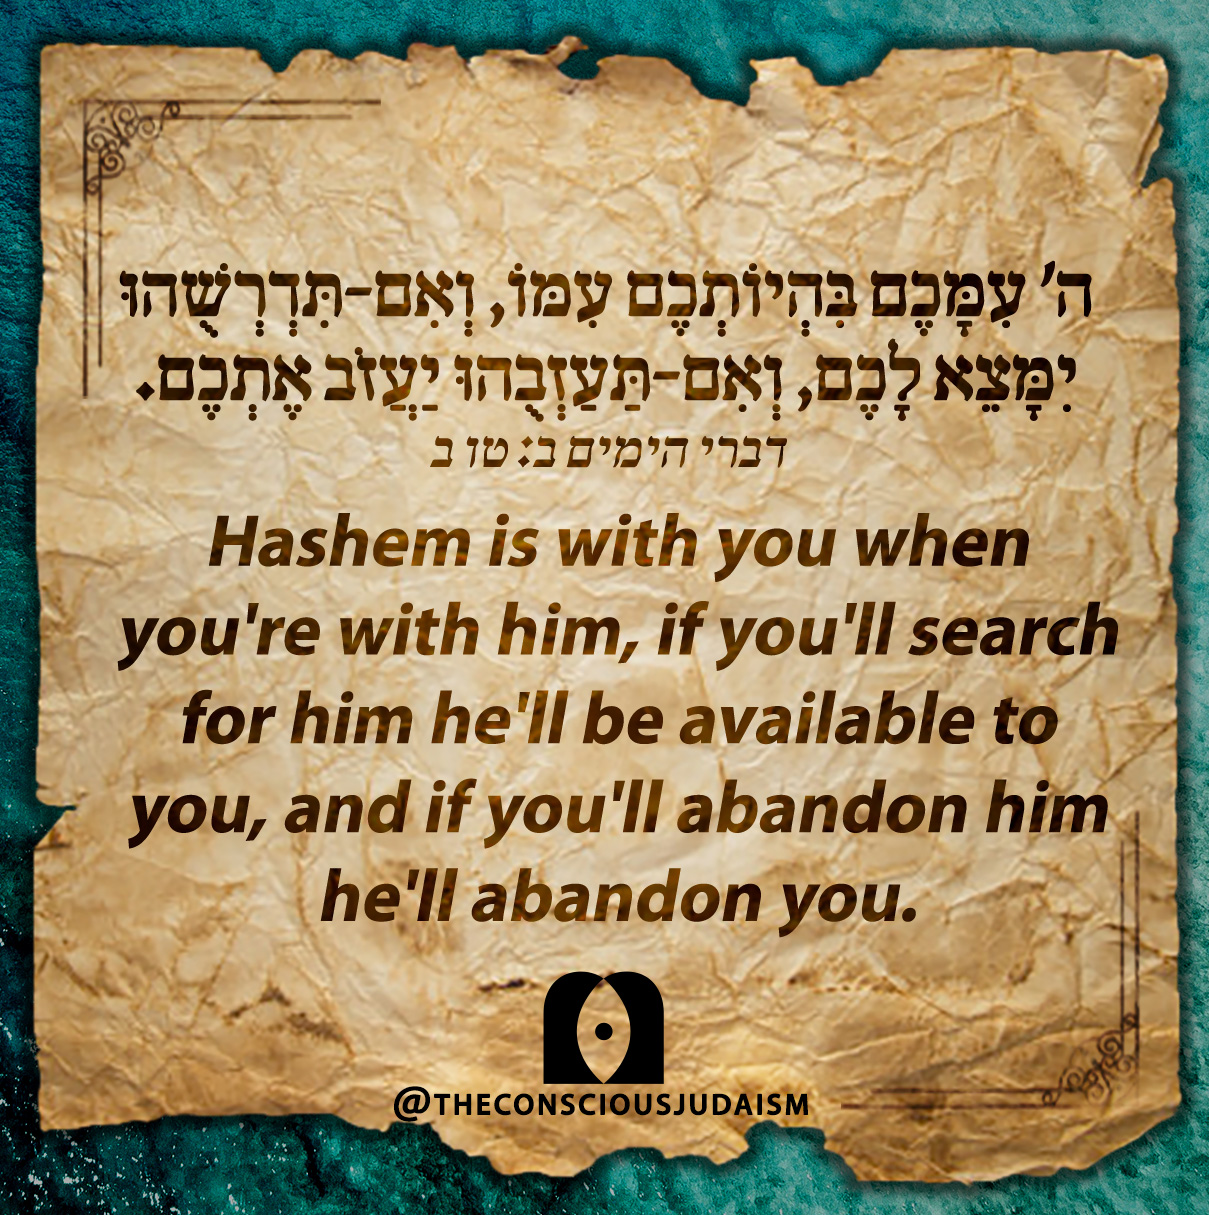 ה' עִמָּכֶם בִּהְיוֹתְכֶם עִמּוֹ, וְאִם-תִּדְרְשֻׁהוּ
יִמָּצֵא לָכֶם, וְאִם-תַּעַזְבֻהוּ יַעֲזֹב אֶתְכֶם.
דברי הימים ב: טו ב
Hashem is with you when
you're with him, if you'll search
for him he'll be available to
you, and if you'll abandon him
he'll abandon you.
@THECONSCIOUSJUDAISM